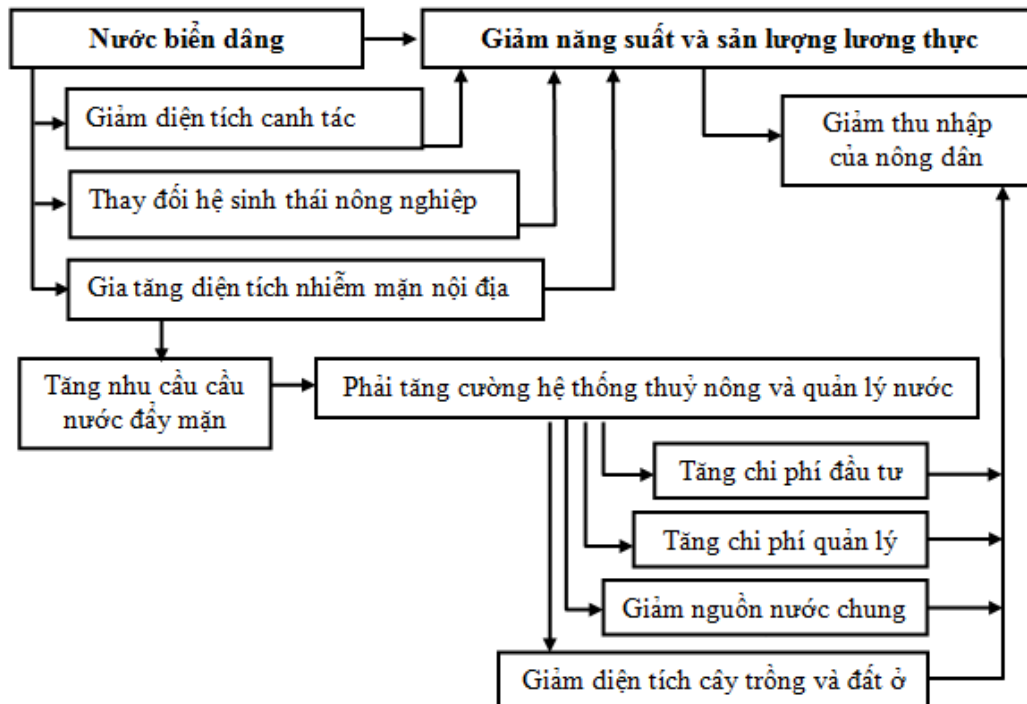 Nước biển dâng
Giảm năng suất và sản lượng lương thực
Giảm diện tích canh tác
Giảm thu nhập
của nông dân
Thay đổi hệ sinh thái nông nghiệp
Gia tăng diện tích nhiễm mặn nội địa
Tăng nhu cầu cầu
nước đẩy mặn
Phải tăng cường hệ thống thuỷ nông và quản lý nước
Tăng chi phí đầu tư
Tăng chi phí quản lý
Giảm nguồn nước chung
Giảm diện tích cây trồng và đất ở